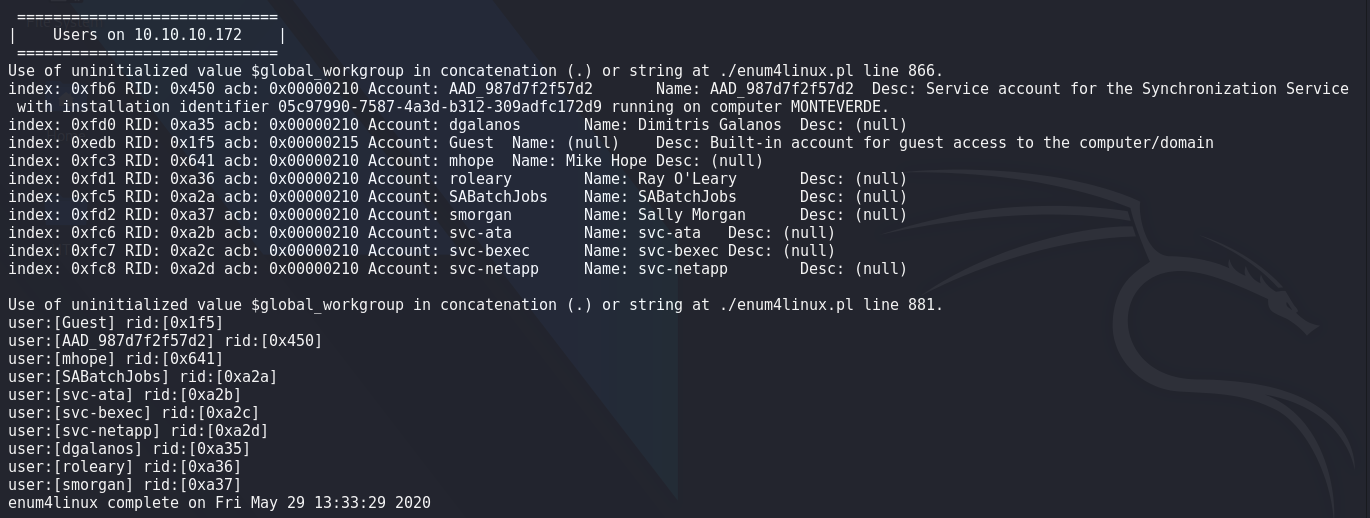 =============================
|    Users on 10.10.10.172    |
 =============================
Use of uninitialized value $global_workgroup in concatenation (.) or string at ./enum4linux.pl line 866.
index: 0xfb6 RID: 0x450 acb: 0x00000210 Account: AAD_987d7f2f57d2       Name: AAD_987d7f2f57d2  Desc: Service account for the Synchronization Service
 with installation identifier 05c97990-7587-4a3d-b312-309adfc172d9 running on computer MONTEVERDE.
index: 0xfd0 RID: 0xa35 acb: 0x00000210 Account: dgalanos       Name: Dimitris Galanos  Desc: (null)
index: 0xedb RID: 0x1f5 acb: 0x00000215 Account: Guest  Name: (null)    Desc: Built-in account for guest access to the computer/domain
index: 0xfc3 RID: 0x641 acb: 0x00000210 Account: mhope  Name: Mike Hope Desc: (null)
index: 0xfd1 RID: 0xa36 acb: 0x00000210 Account: roleary        Name: Ray O'Leary       Desc: (null)
index: 0xfc5 RID: 0xa2a acb: 0x00000210 Account: SABatchJobs    Name: SABatchJobs       Desc: (null)
index: 0xfd2 RID: 0xa37 acb: 0x00000210 Account: smorgan        Name: Sally Morgan      Desc: (null)
index: 0xfc6 RID: 0xa2b acb: 0x00000210 Account: svc-ata        Name: svc-ata   Desc: (null)
index: 0xfc7 RID: 0xa2c acb: 0x00000210 Account: svc-bexec      Name: svc-bexec Desc: (null)
index: 0xfc8 RID: 0xa2d acb: 0x00000210 Account: svc-netapp     Name: svc-netapp        Desc: (null)

Use of uninitialized value $global_workgroup in concatenation (.) or string at ./enum4linux.pl line 881.
user:[Guest] rid:[0x1f5]
user:[AAD_987d7f2f57d2] rid:[0x450]
user:[mhope] rid:[0x641]
user:[SABatchJobs] rid:[0xa2a]
user:[svc-ata] rid:[0xa2b]
user:[svc-bexec] rid:[0xa2c]
user:[svc-netapp] rid:[0xa2d]
user:[dgalanos] rid:[0xa35]
user:[roleary] rid:[0xa36]
user:[smorgan] rid:[0xa37]
enum4linux complete on Fri May 29 13:33:29 2020